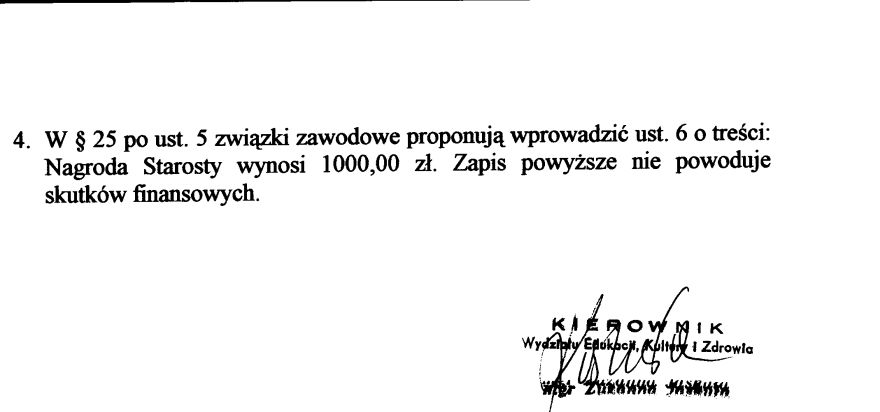 4. W § 25 po ust. 5 związki zawodowe proponują wprowadzić ust. 6 o treści:
Nagroda Starosty wynosi 1000,00 zł. Zapis powyższe nie powoduje
skutków finansowych.
KIEROWNIK
Wydziału Edukacji, Kultury i Zdrowia
mgr